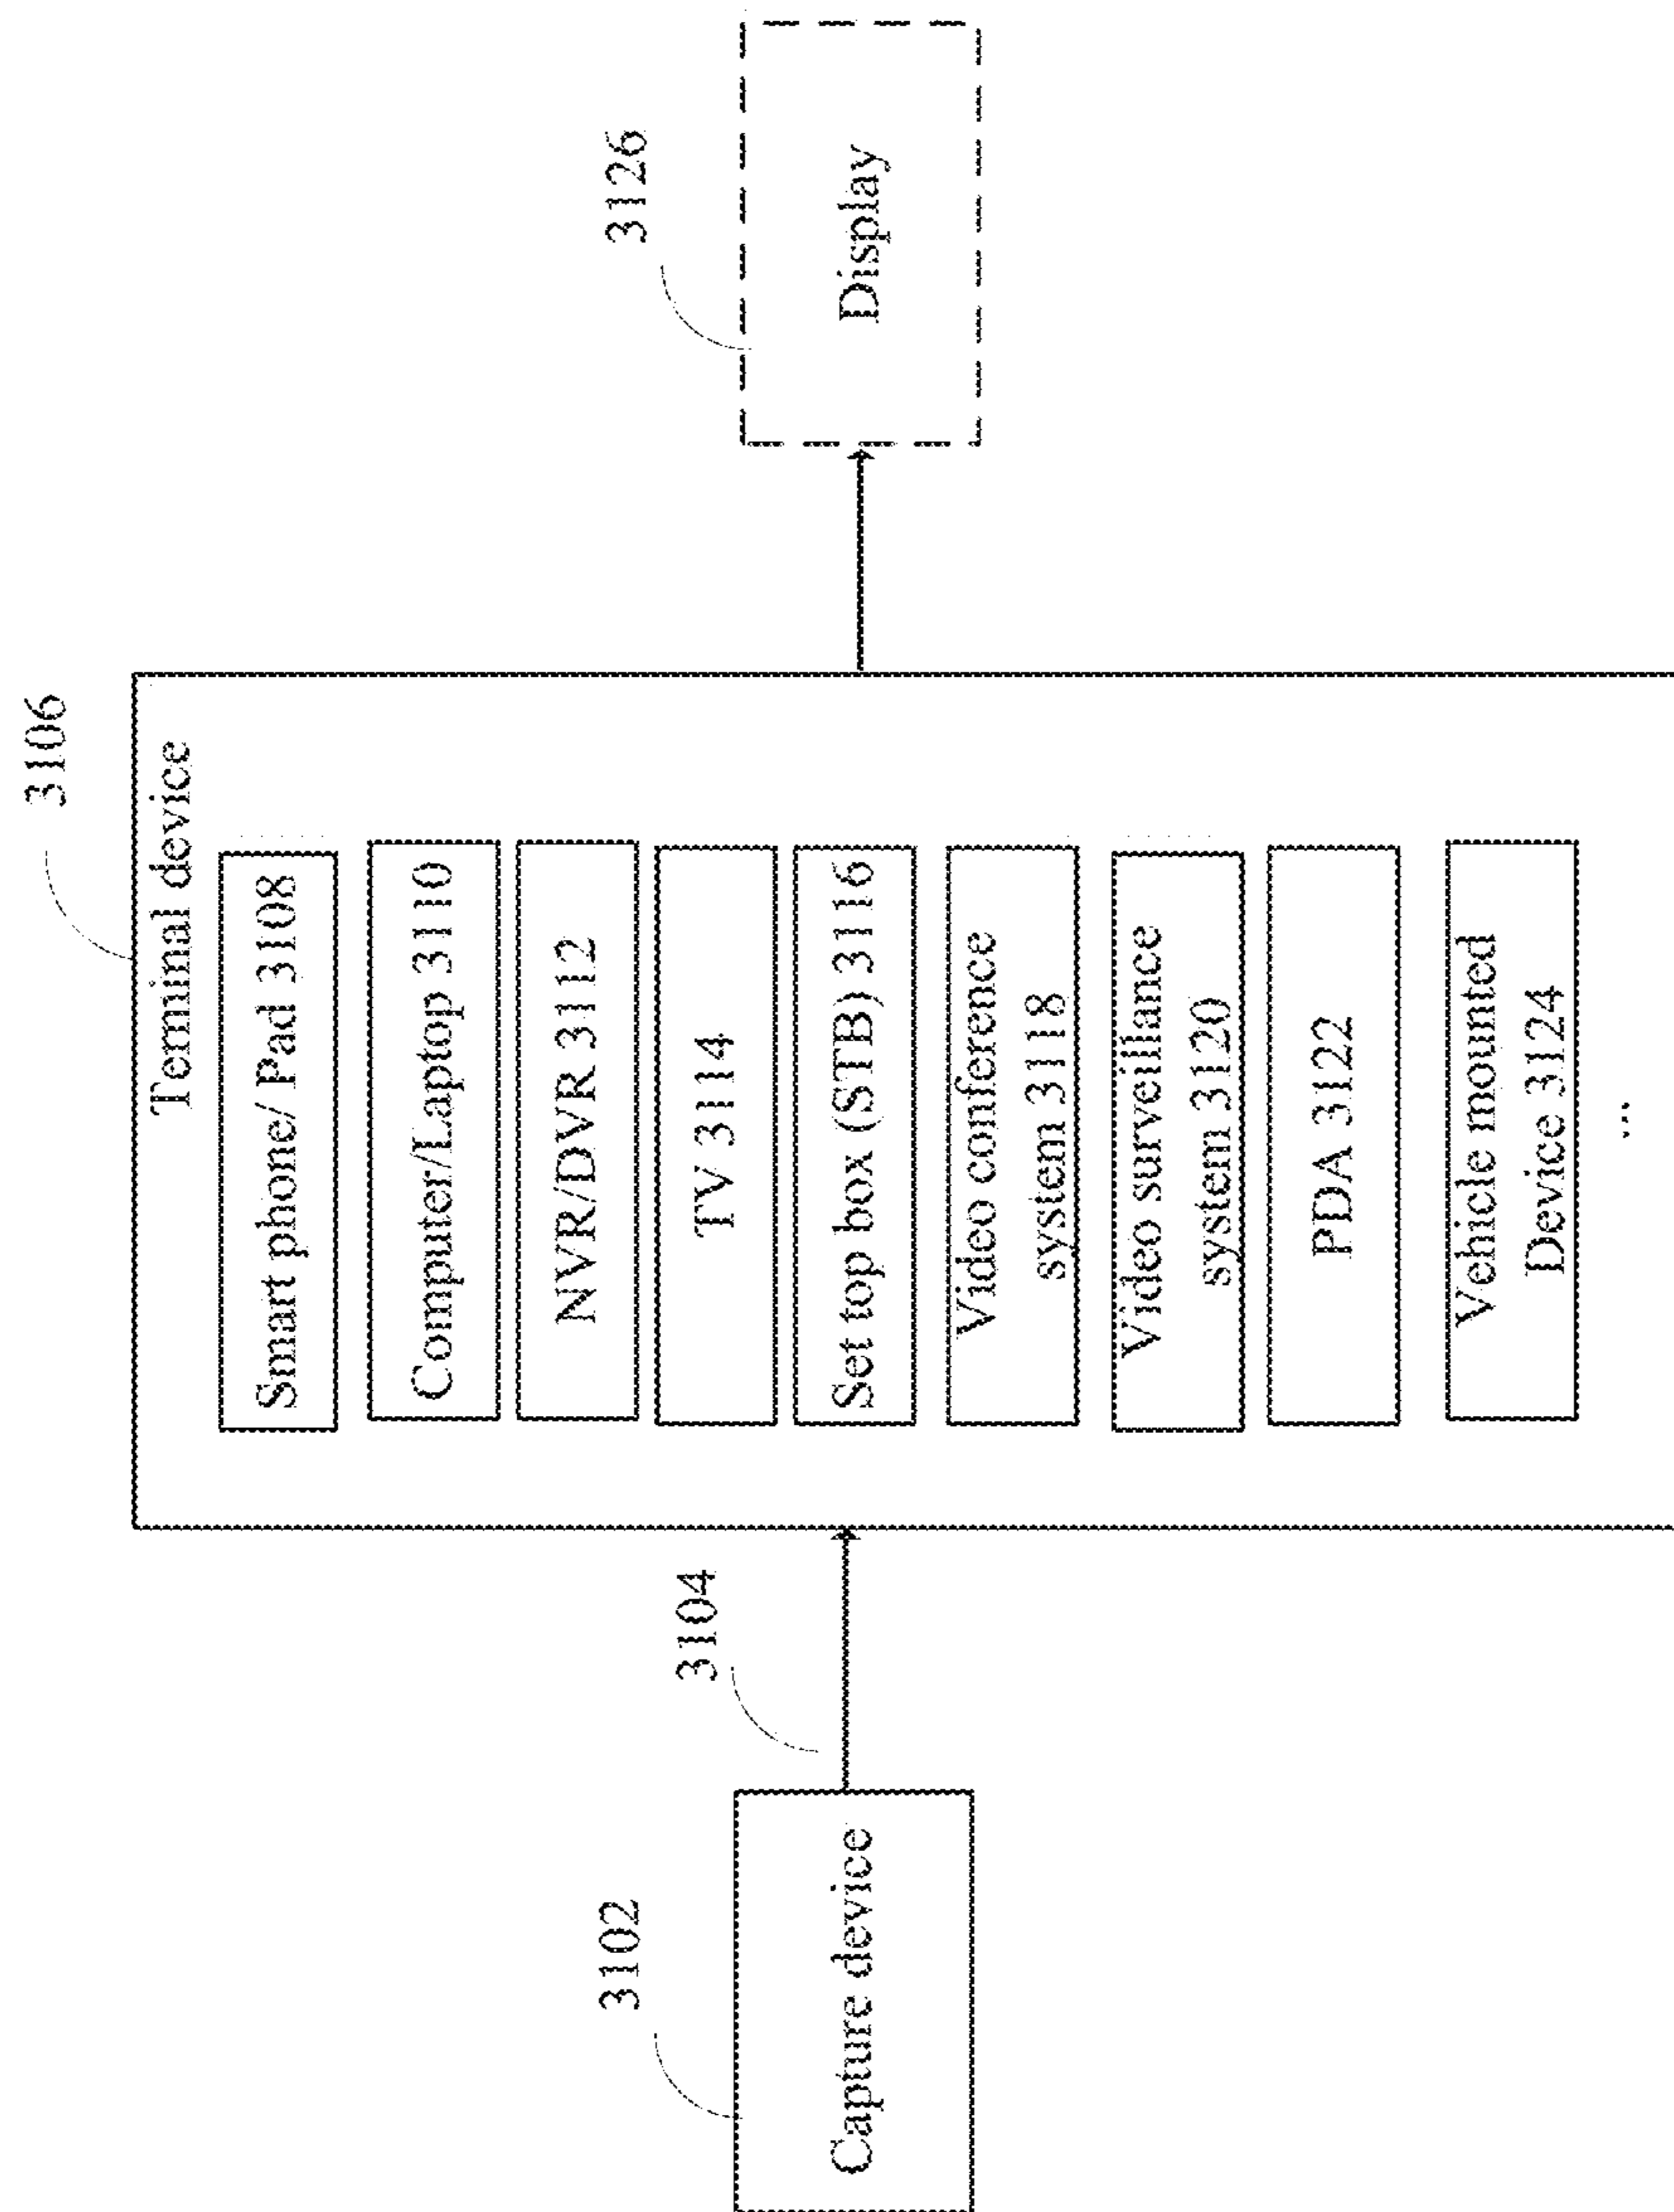 3106
Terminal device
Smart phone/ Pad 3108
Computer/Laptop 3110
NVR/DVR 3112
TV 3114
Set top box (STB) 3116
Video conference
system 3118
Video surveillance
system 3120
PDA 3122
Vehicle mounted
Device 3124
...
3102
Capture device
3104
3126
Display